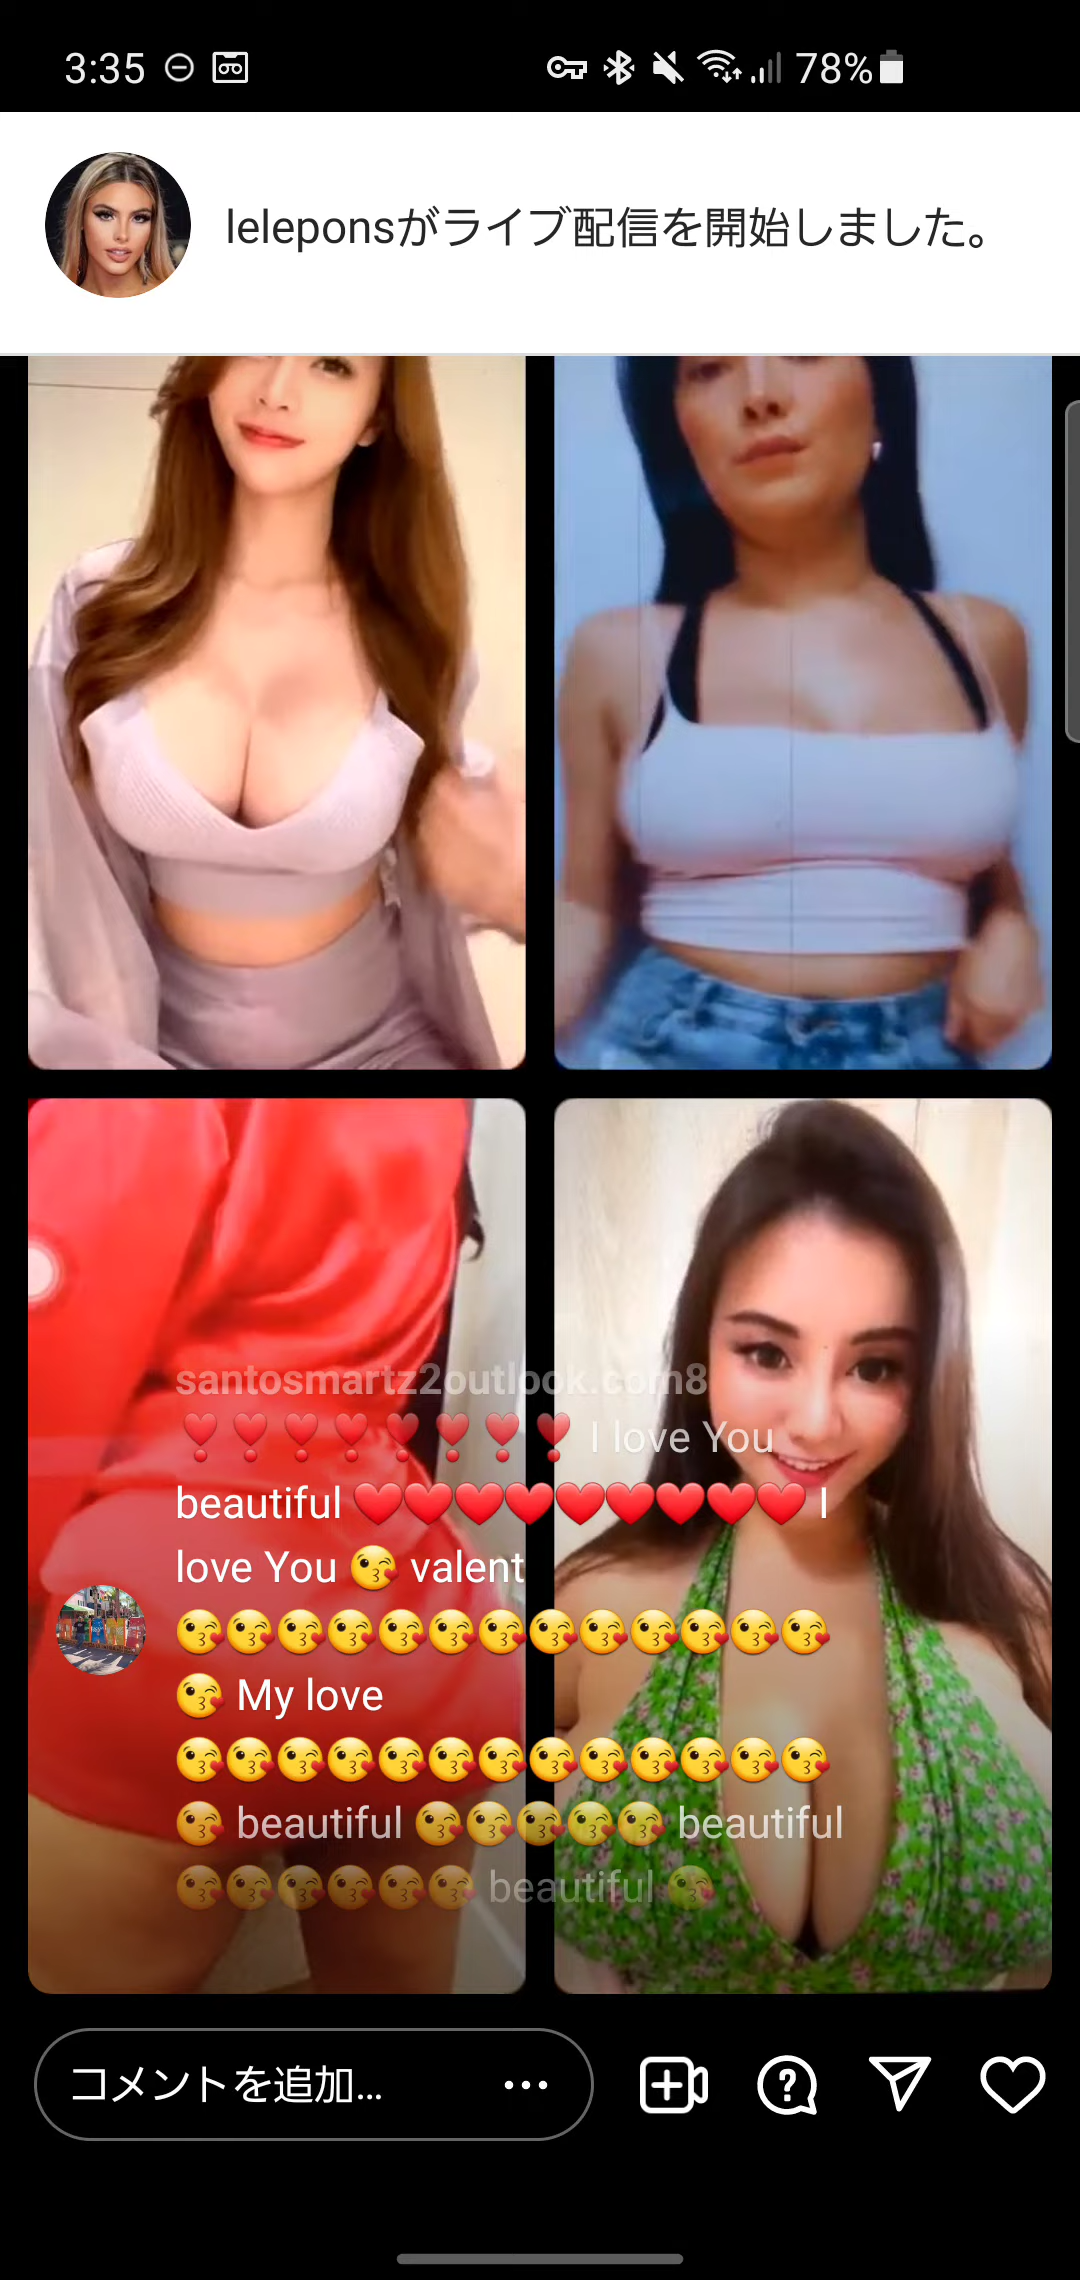 3:35
78%
leleponsがライブ配信を開始しました。
santosmartz2outlook.com8
❣❣❣❣❣❣❣❣ I love You
beautiful ❤❤❤❤❤❤❤❤❤ I
love You 😘 valent
😘😘😘😘😘😘😘😘😘😘😘😘😘
😘 My love
😘😘😘😘😘😘😘😘😘😘😘😘😘
😘 beautiful 😘😘😘😘😘 beautiful
😘😘😘😘😘😘 beautiful 😘
コメントを追加...